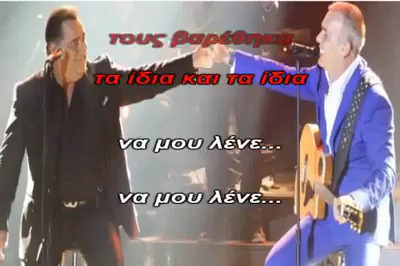 τους βαρέθηκα
τα ίδια και τα ίδια
να μου λένε...
να μου λένε...